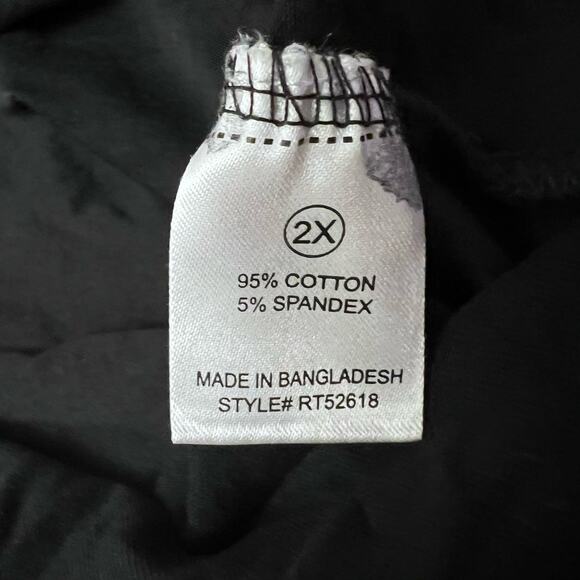 2X
95% COTTON
5% SPANDEX
MADE IN BANGLADESH
STYLE# RT52618